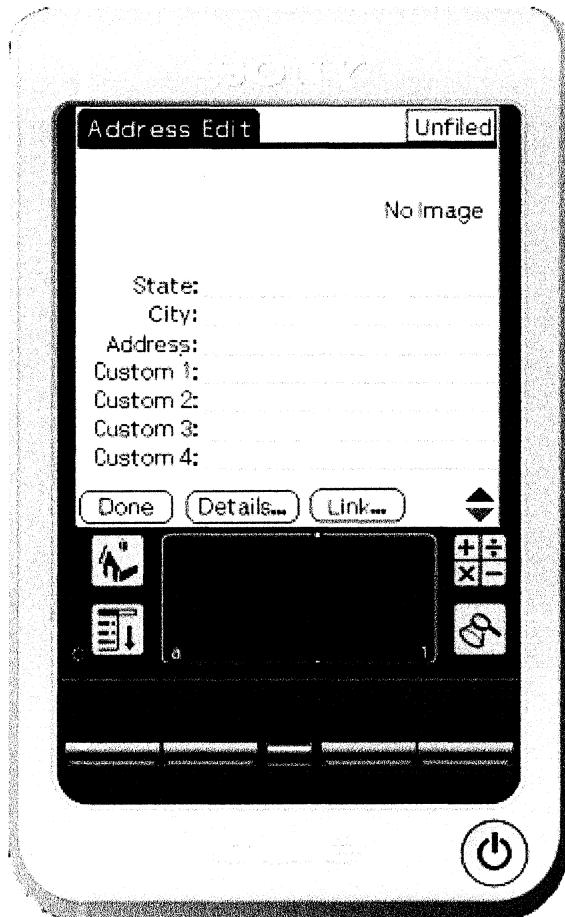 Address Edit
Unfiled
No Image
State:
City:
Address:
Custom 1:
Custom 2:
Custom 3:
Custom 4:
Done
Details...
Link...
a
1